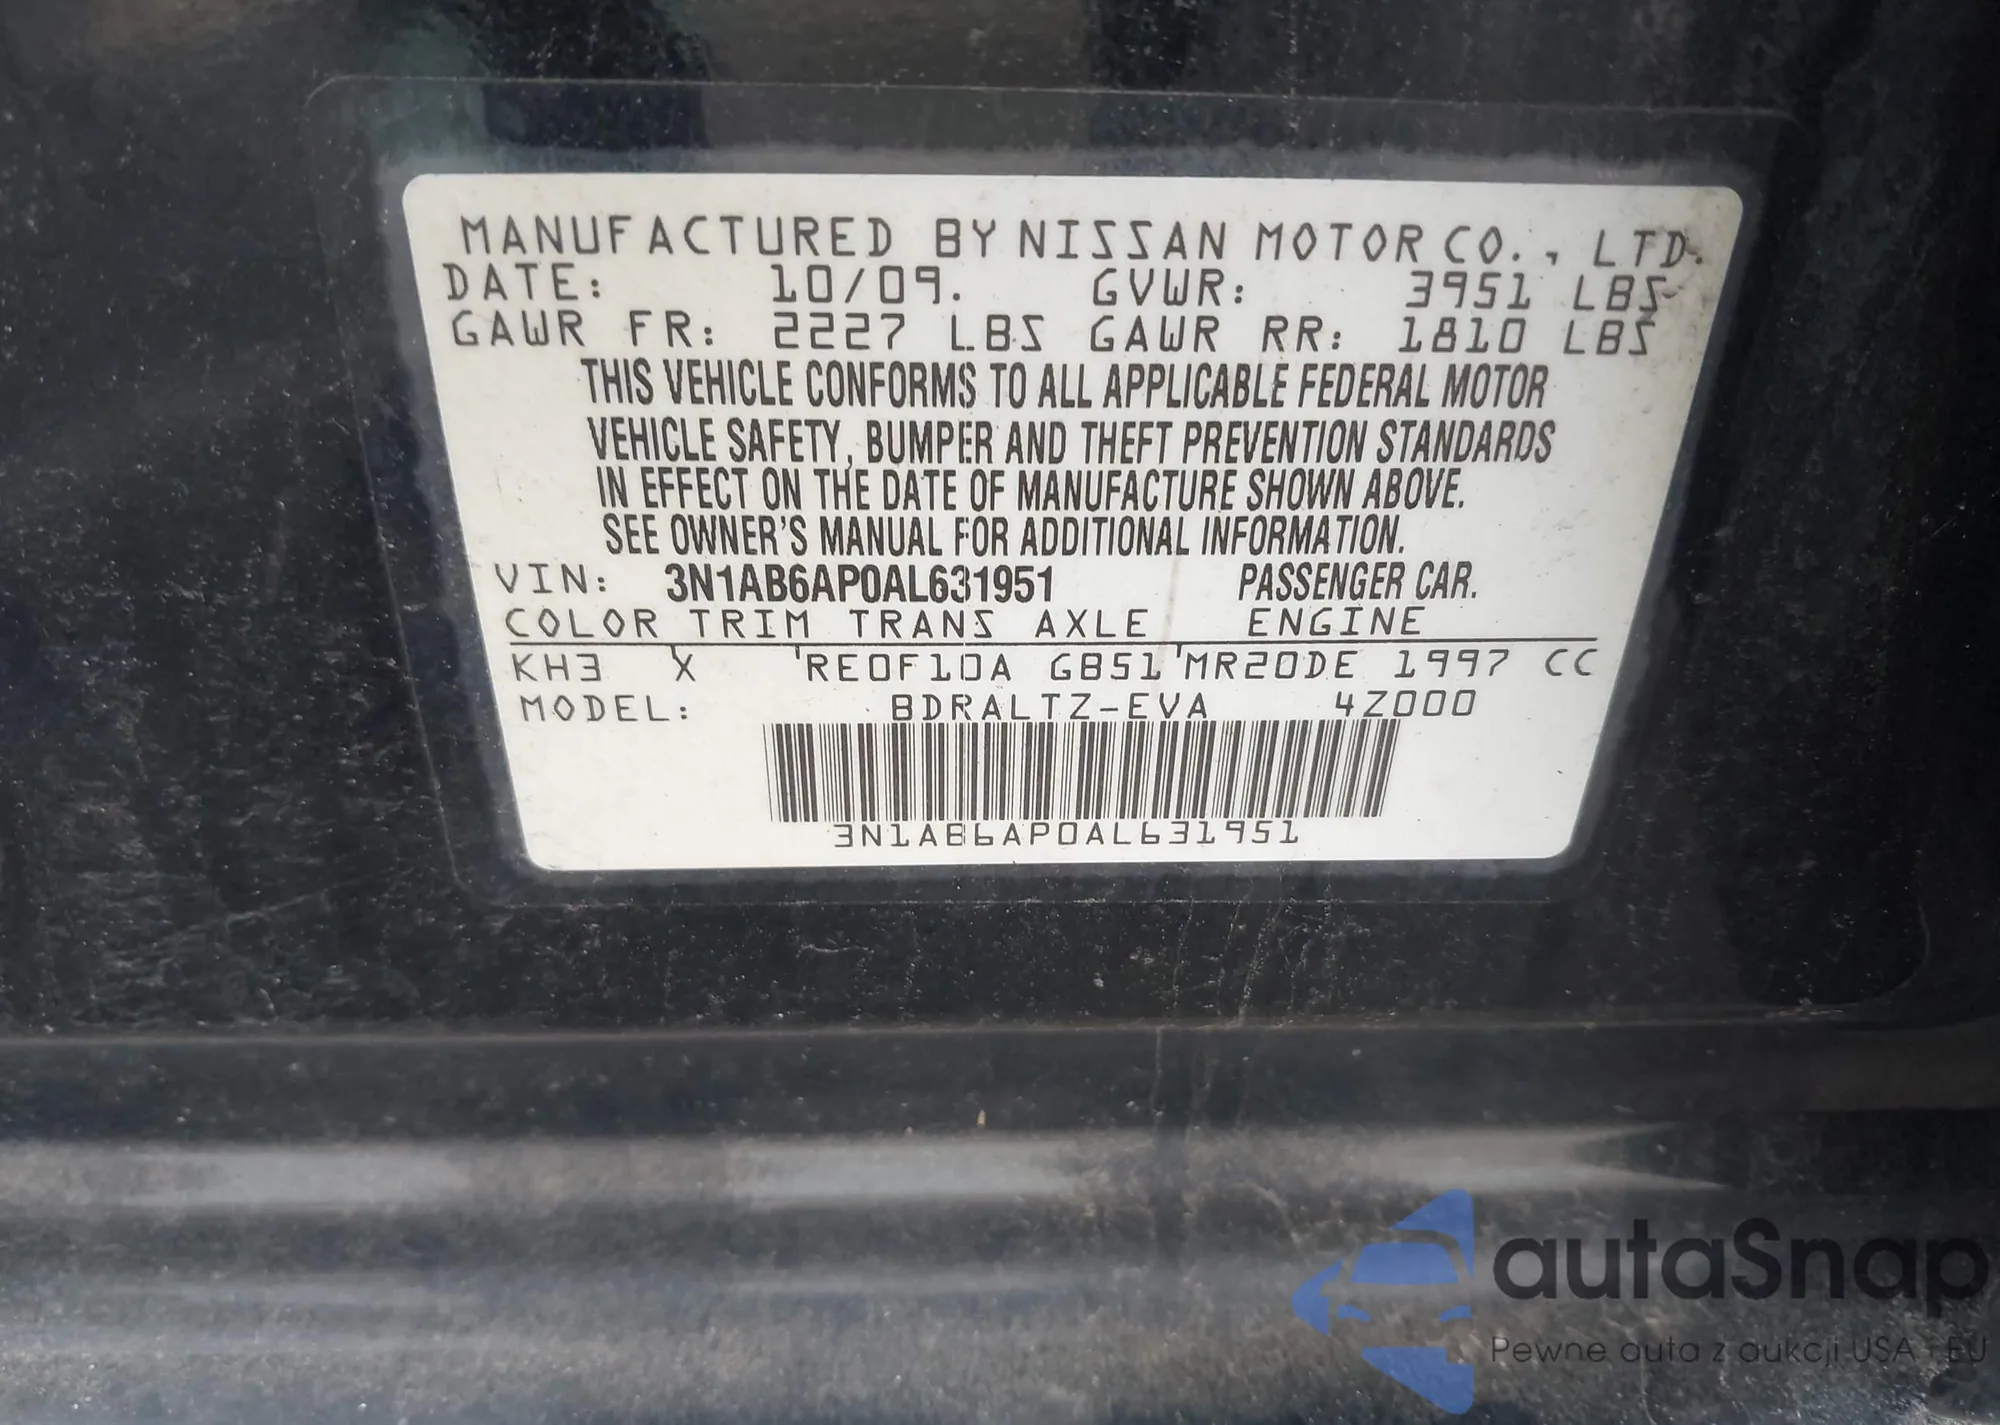 MANUFACTURED BY NISSAN MOTOR CO., LTD.
DATE: 10/09. GVWR: 3951 LBS
GAWR FR: 2227 LBS GAWR RR: 1810 LBS
THIS VEHICLE CONFORMS TO ALL APPLICABLE FEDERAL MOTOR
VEHICLE SAFETY, BUMPER AND THEFT PREVENTION STANDARDS
IN EFFECT ON THE DATE OF MANUFACTURE SHOWN ABOVE.
SEE OWNER'S MANUAL FOR ADDITIONAL INFORMATION.
VIN: 3N1AB6AP0AL631951 PASSENGER CAR.
COLOR TRIM TRANS AXLE ENGINE
KH3 X RE0F10A GB51 MR20DE 1997 CC
MODEL: BDRALTZ-EVA 4Z000
3N1AB6AP0AL631951
autaSnap
Pewne auta z aukcji USA i EU